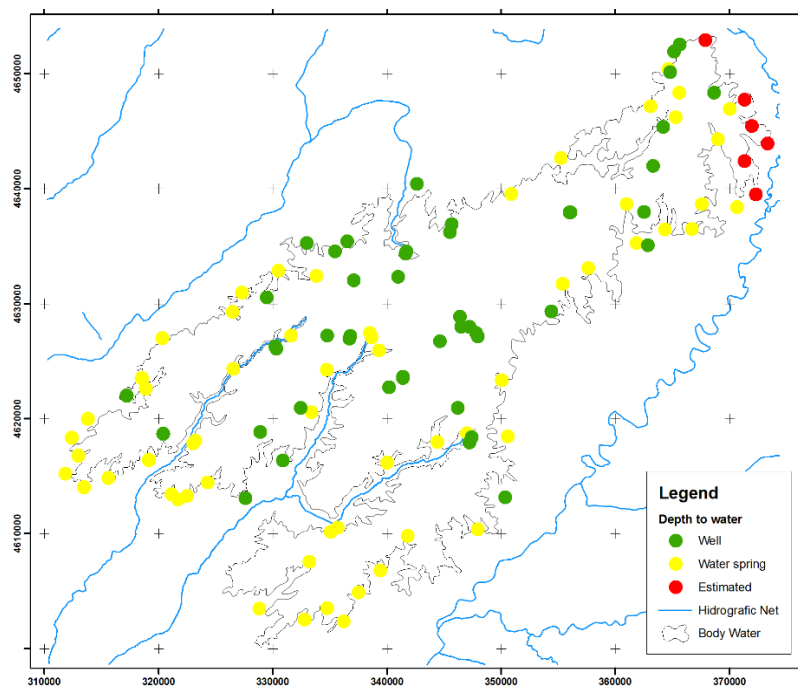 4650000
4640000
4630000
4620000
4610000
Legend
Depth to water
Well
Water spring
Estimated
Hidrografic Net
Body Water
310000 320000 330000 340000 350000 360000 370000